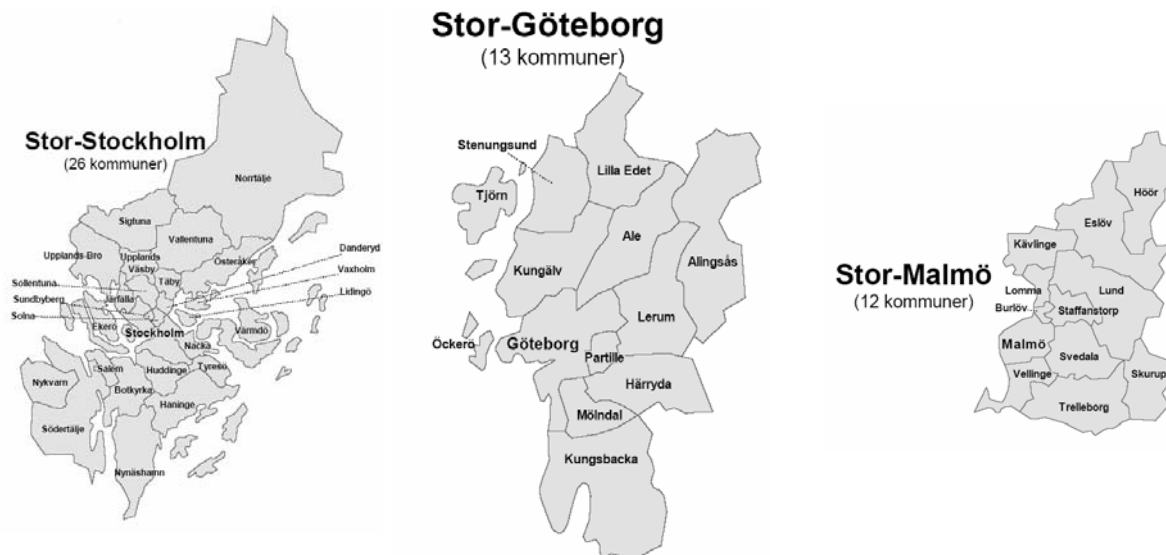 Stor-Stockholm
(26 kommuner)
Norrtälje
Sigtuna
Vallentuna
Upplands-Bro
Upplands
Väsby
Österåker
Danderyd
Täby
Vaxholm
Sollentuna
Lidingö
Sundbyberg
Järfälla
Solna
Ekerö
Stockholm
Värmdö
Nacka
Salem
Huddinge
Tyresö
Nykvarn
Botkyrka
Haninge
Södertälje
Nynäshamn
Stor-Göteborg
(13 kommuner)
Stenungsund
Lilla Edet
Tjörn
Ale
Kungälv
Alingsås
Lerum
Öckerö
Göteborg
Partille
Härryda
Mölndal
Kungsbacka
Stor-Malmö
(12 kommuner)
Höör
Eslöv
Kävlinge
Lomma
Lund
Burlöv
Staffanstorp
Malmö
Svedala
Vellinge
Skurup
Trelleborg